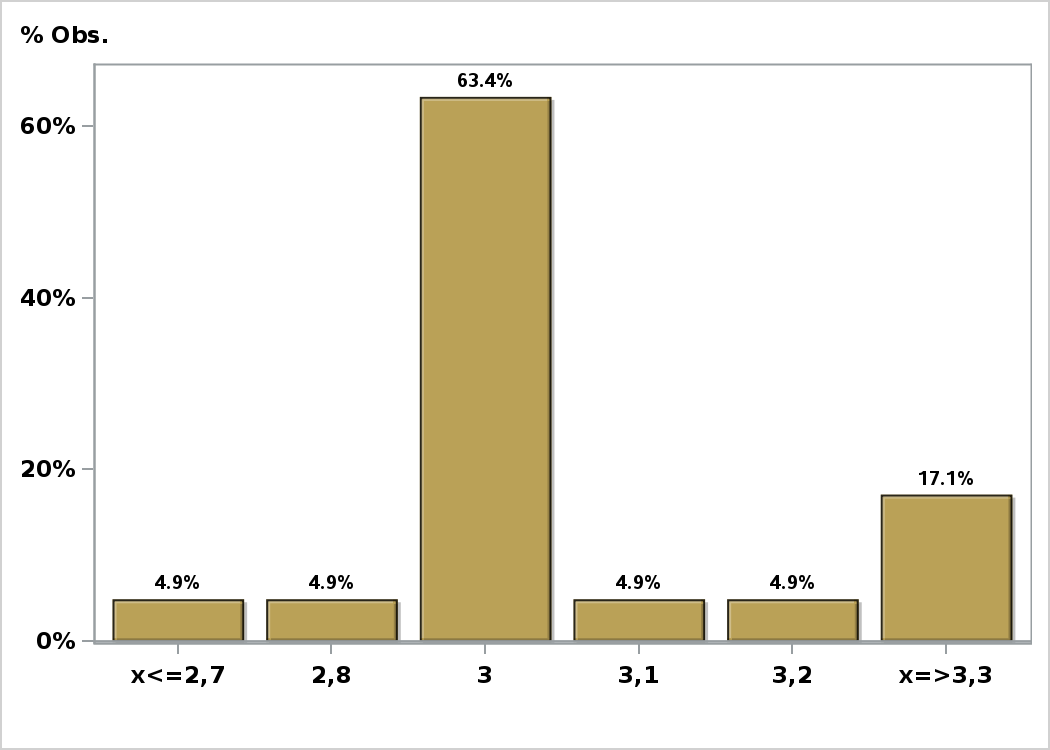 % Obs.
63.4%
60%
40%
20%
17.1%
4.9% 4.9% 4.9% 4.9%
0%
x<=2,7 2,8 3 3,1 3,2 x=>3,3